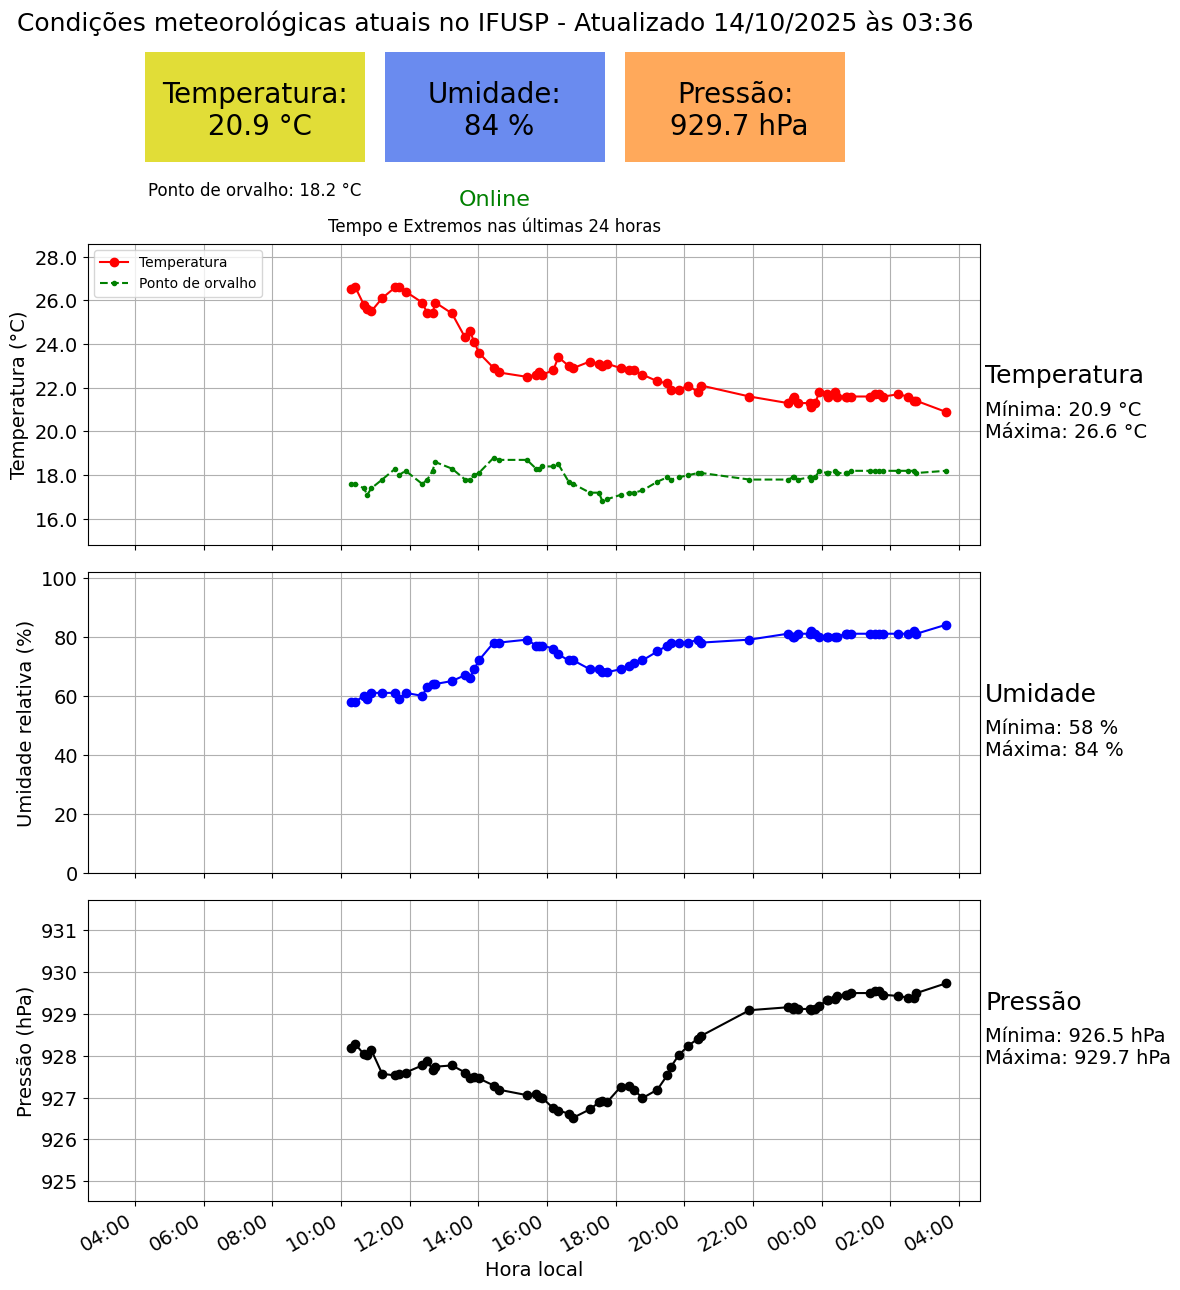 Condições meteorológicas atuais no IFUSP - Atualizado 14/10/2025 às 03:36
Temperatura:
20.9 °C
Umidade:
84 %
Pressão:
929.7 hPa
Ponto de orvalho: 18.2 °C
Online
Tempo e Extremos nas últimas 24 horas
Temperatura
Ponto de orvalho
Temperatura (°C)
28.0
26.0
24.0
22.0
20.0
18.0
16.0
Temperatura
Mínima: 20.9 °C
Máxima: 26.6 °C
Umidade relativa (%)
100
80
60
40
20
0
Umidade
Mínima: 58 %
Máxima: 84 %
Pressão (hPa)
931
930
929
928
927
926
925
Pressão
Mínima: 926.5 hPa
Máxima: 929.7 hPa
04:00
06:00
08:00
10:00
12:00
14:00
16:00
18:00
20:00
22:00
00:00
02:00
04:00
Hora local